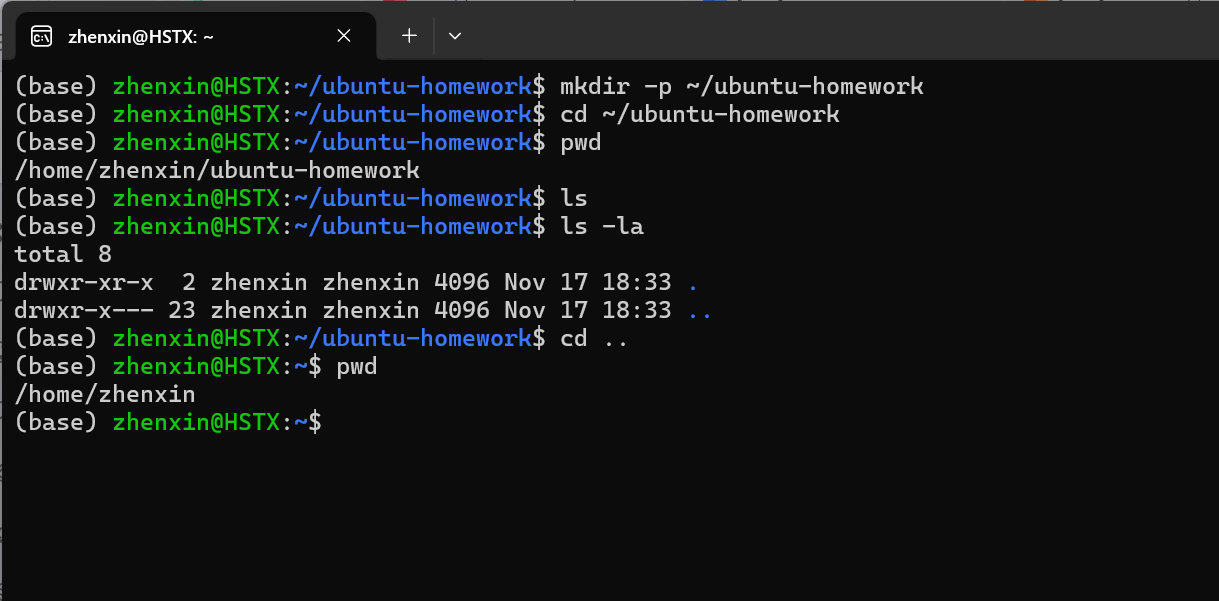 zhenxin@HSTX: ~
(base) zhenxin@HSTX:~/ubuntu-homework$ mkdir -p ~/ubuntu-homework
(base) zhenxin@HSTX:~/ubuntu-homework$ cd ~/ubuntu-homework
(base) zhenxin@HSTX:~/ubuntu-homework$ pwd
/home/zhenxin/ubuntu-homework
(base) zhenxin@HSTX:~/ubuntu-homework$ ls
(base) zhenxin@HSTX:~/ubuntu-homework$ ls -la
total 8
drwxr-xr-x  2 zhenxin zhenxin 4096 Nov 17 18:33 .
drwxr-x--- 23 zhenxin zhenxin 4096 Nov 17 18:33 ..
(base) zhenxin@HSTX:~/ubuntu-homework$ cd ..
(base) zhenxin@HSTX:~$ pwd
/home/zhenxin
(base) zhenxin@HSTX:~$